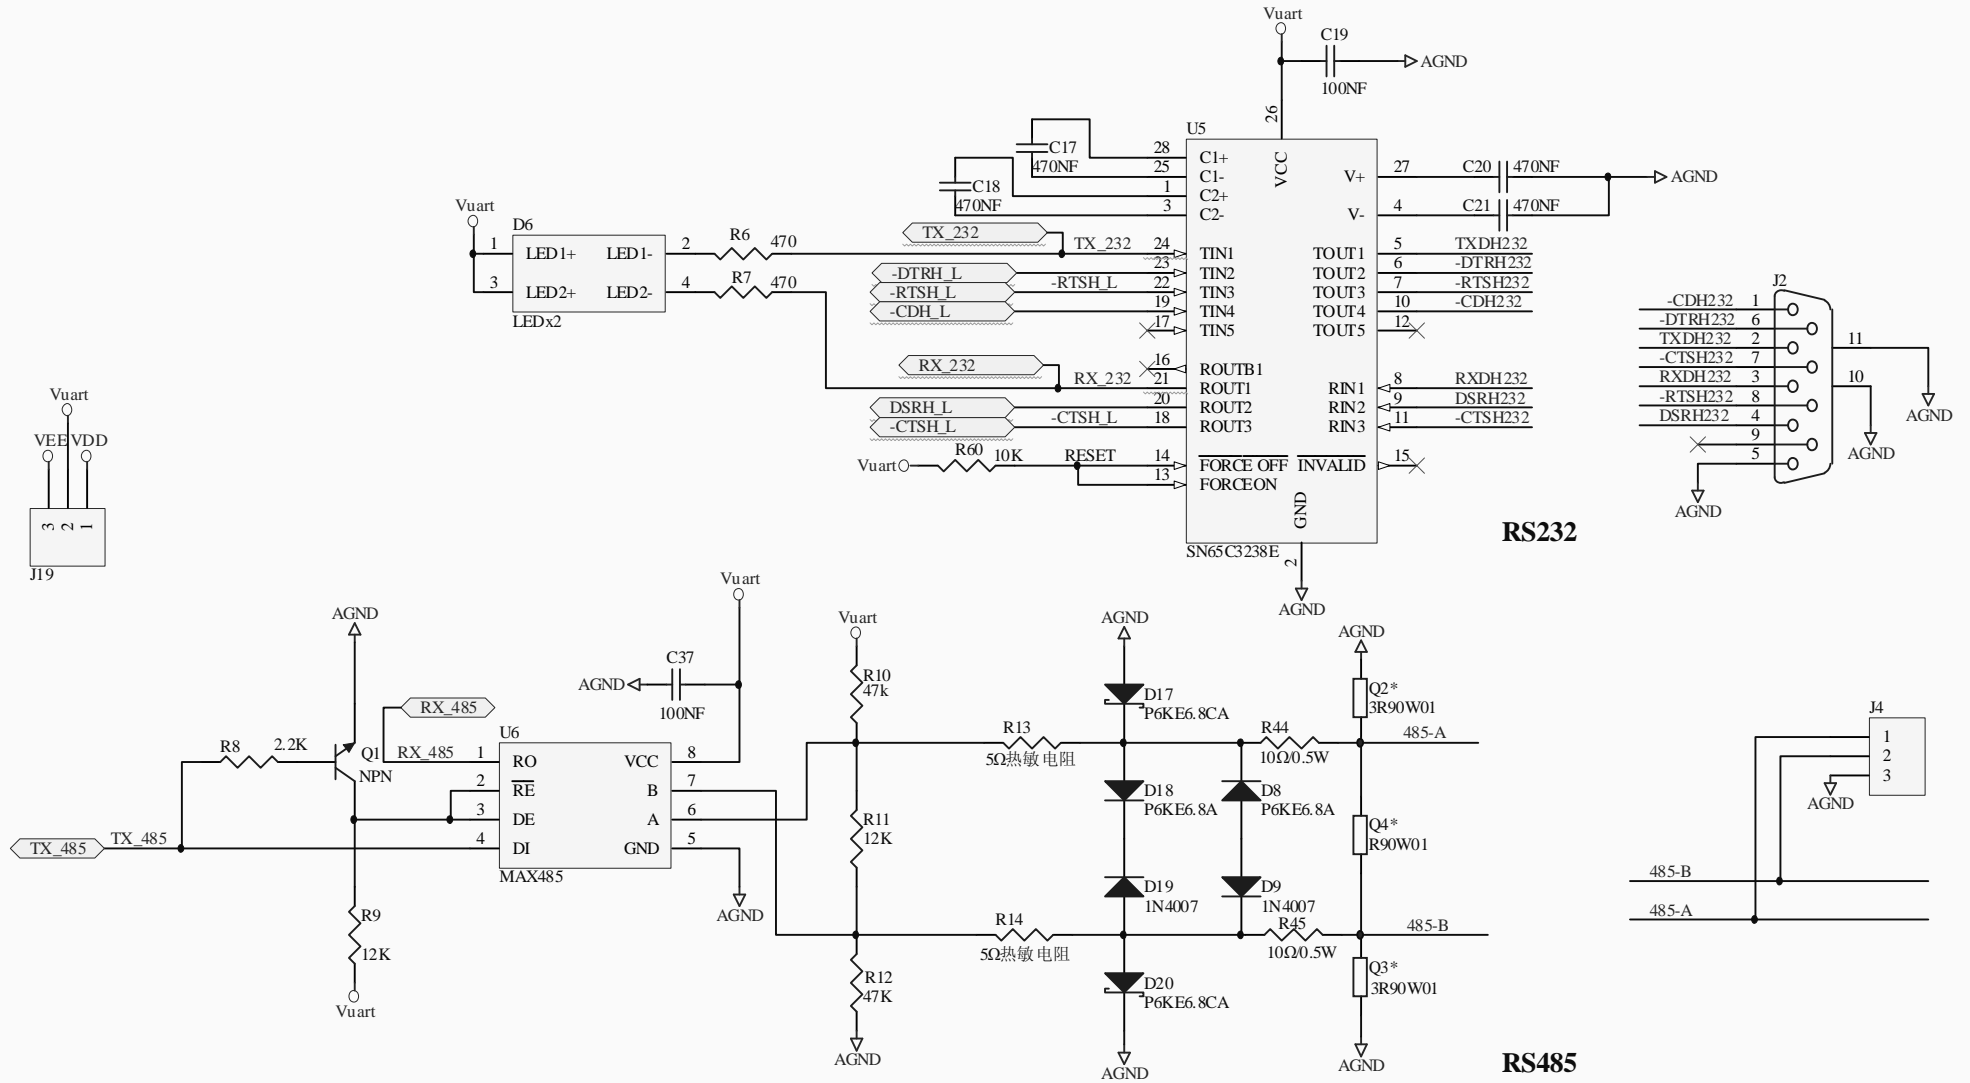 Vuart
C19
AGND
100NF
26
U5
C17
470NF
C18
470NF
28
25
1
3
C1+
C1-
C2+
C2-
VCC
V+
V-
27
4
C20
470NF
C21
470NF
AGND
Vuart
D6
1
3
LED1+
LED1-
LED2+
LED2-
LEDx2
2
R6
470
4
R7
470
TX_232
TX_232
24
TIN1
TOUT1
5
TXDH232
-DTRH_L
23
TIN2
TOUT2
6
-DTRH232
-RTSH_L
-RTSH_L
22
TIN3
TOUT3
7
-RTSH232
-CDH_L
19
TIN4
TOUT4
10
-CDH232
17
TIN5
TOUT5
12
16
ROUTB1
RX_232
RX_232
21
ROUT1
RIN1
8
RXDH232
DSRH_L
20
ROUT2
RIN2
9
DSRH232
-CTSH_L
-CTSH_L
18
ROUT3
RIN3
11
-CTSH232
Vuart
R60
10K
RESET
14
FORCE OFF
INVALID
15
13
FORCEON
GND
SN65C3238E
2
AGND
J2
-CDH232 1
-DTRH232 6
TXDH232 2
-CTSH232 7
RXDH232 3
-RTSH232 8
DSRH232 4
9
5
AGND
11
10
AGND
AGND
RS232
Vuart
VEE
VDD
3
2
1
J19
AGND
R8
2.2K
Q1
NPN
TX_485
TX_485
R9
12K
Vuart
RX_485
RX_485
U6
1
RO
2
RE
3
DE
4
DI
VCC
8
B
7
A
6
GND
5
MAX485
Vuart
C37
AGND
100NF
AGND
Vuart
R10
47k
R11
12K
R12
47K
AGND
R13
5Ω热敏电阻
R14
5Ω热敏电阻
AGND
D17
P6KE6.8CA
D18
P6KE6.8A
D8
P6KE6.8A
D19
1N4007
D9
1N4007
D20
P6KE6.8CA
AGND
R44
10Ω/0.5W
R45
10Ω/0.5W
AGND
Q2*
3R90W01
485-A
Q4*
R90W01
485-B
Q3*
3R90W01
AGND
J4
1
2
3
AGND
485-B
485-A
RS485